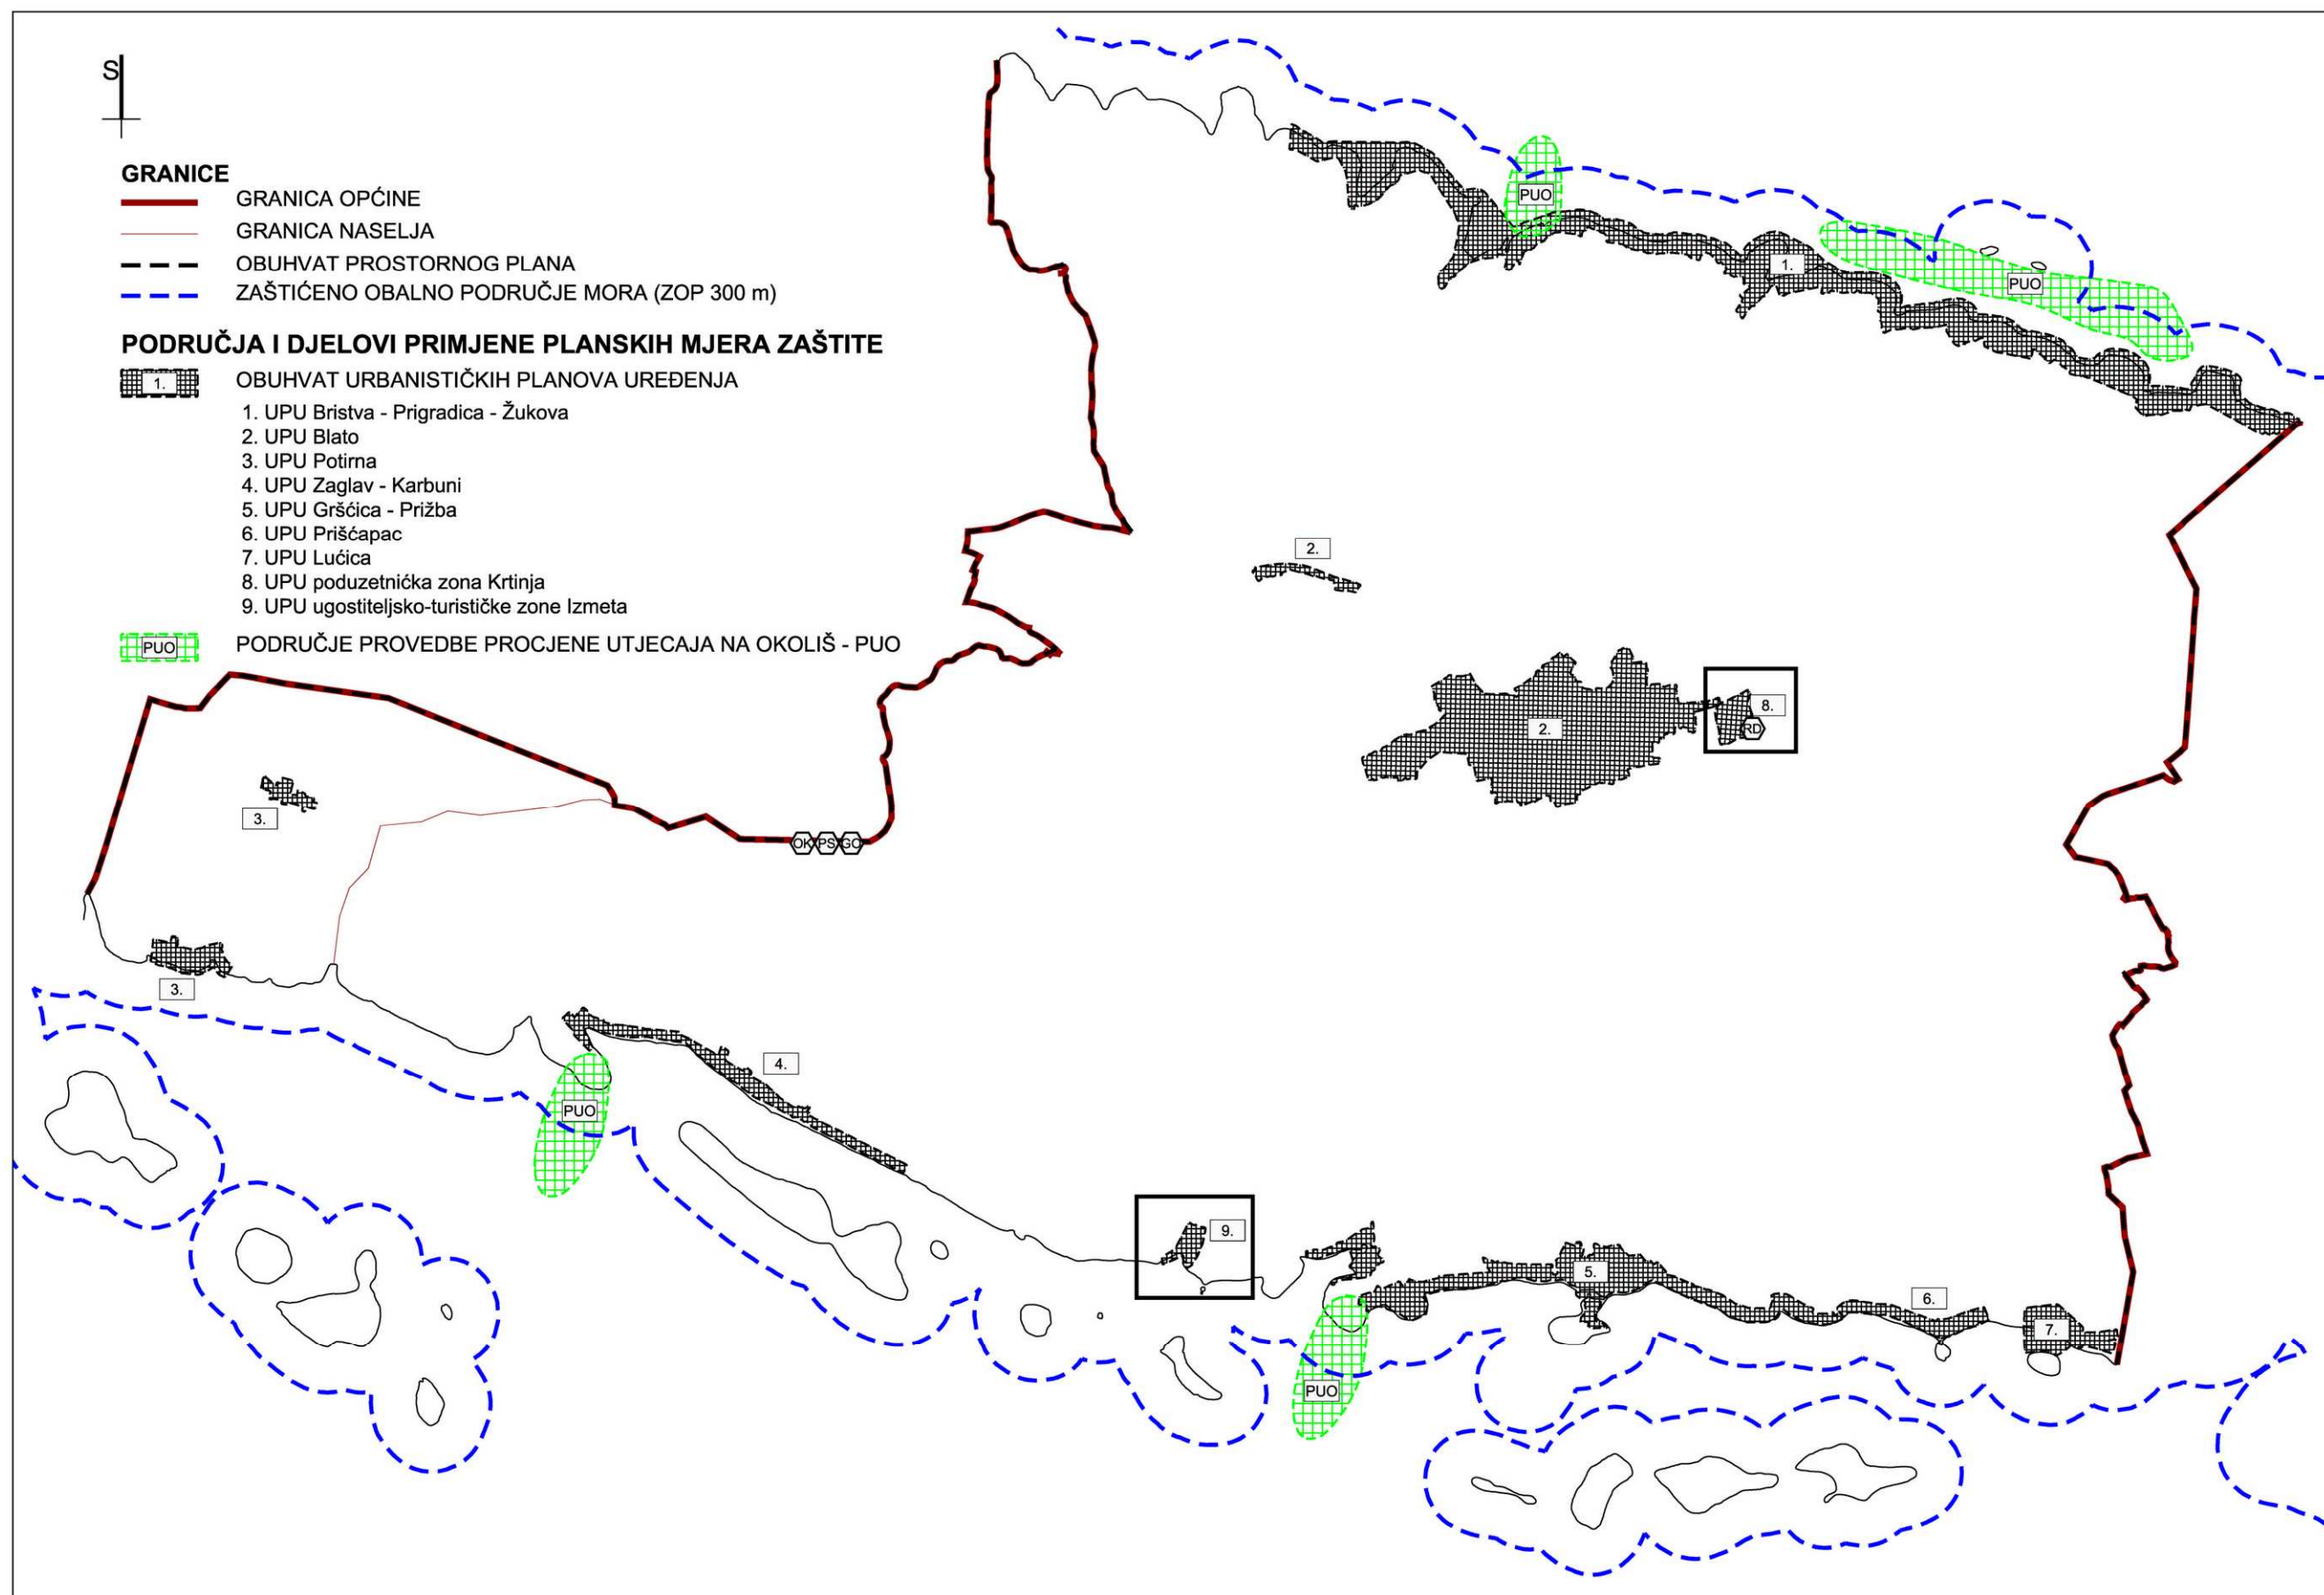 S
GRANICE
GRANICA OPĆINE
GRANICA NASELJA
OBUHVAT PROSTORNOG PLANA
ZAŠTIĆENO OBALNO PODRUČJE MORA (ZOP 300 m)
PODRUČJA I DJELOVI PRIMJENE PLANSKIH MJERA ZAŠTITE
1. OBUHVAT URBANISTIČKIH PLANOVA UREĐENJA
1. UPU Bristva - Prigradica - Žukova
2. UPU Blato
3. UPU Potirna
4. UPU Zaglav - Karbuni
5. UPU Gršćica - Prižba
6. UPU Prišćapac
7. UPU Lućica
8. UPU poduzetnićka zona Krtinja
9. UPU ugostiteljsko-turističke zone Izmeta
PUO PODRUČJE PROVEDBE PROCJENE UTJECAJA NA OKOLIŠ - PUO
PUO
1.
PUO
2.
2.
8.
RD
3.
OK PS GO
3.
4.
PUO
9.
5.
6.
7.
PUO